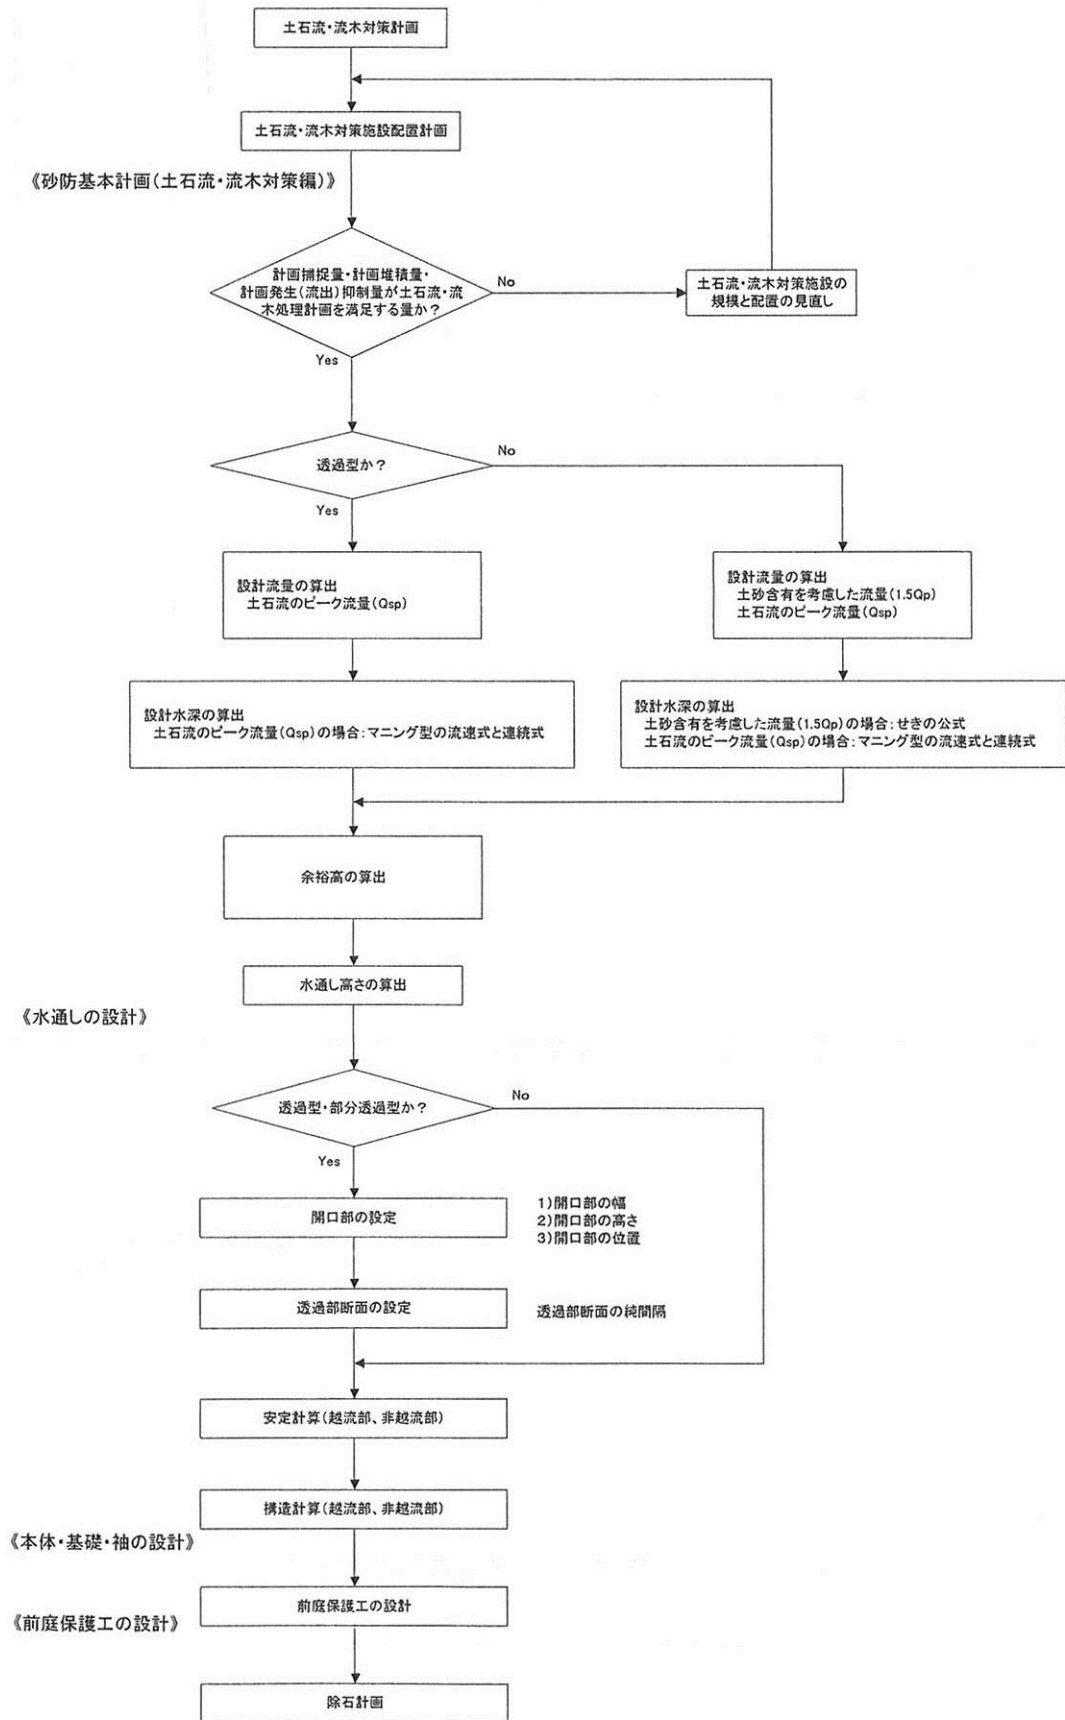 土石流・流木対策計画
土石流・流木対策施設配置計画
《砂防基本計画(土石流・流木対策編)》
計画捕捉量・計画堆積量・
計画発生(流出)抑制量が土石流・流
木処理計画を満足する量か?
No
土石流・流木対策施設の
規模と配置の見直し
Yes
透過型か?
No
Yes
設計流量の算出
土石流のピーク流量(Qsp)
設計流量の算出
土砂含有を考慮した流量(1.5Qp)
土石流のピーク流量(Qsp)
設計水深の算出
土石流のピーク流量(Qsp)の場合:マニング型の流速式と連続式
設計水深の算出
土砂含有を考慮した流量(1.5Qp)の場合:せきの公式
土石流のピーク流量(Qsp)の場合:マニング型の流速式と連続式
余裕高の算出
水通し高さの算出
《水通しの設計》
透過型・部分透過型か?
No
Yes
開口部の設定
1)開口部の幅
2)開口部の高さ
3)開口部の位置
透過部断面の設定
透過部断面の純間隔
安定計算(越流部、非越流部)
構造計算(越流部、非越流部)
《本体・基礎・袖の設計》
前庭保護工の設計
《前庭保護工の設計》
除石計画